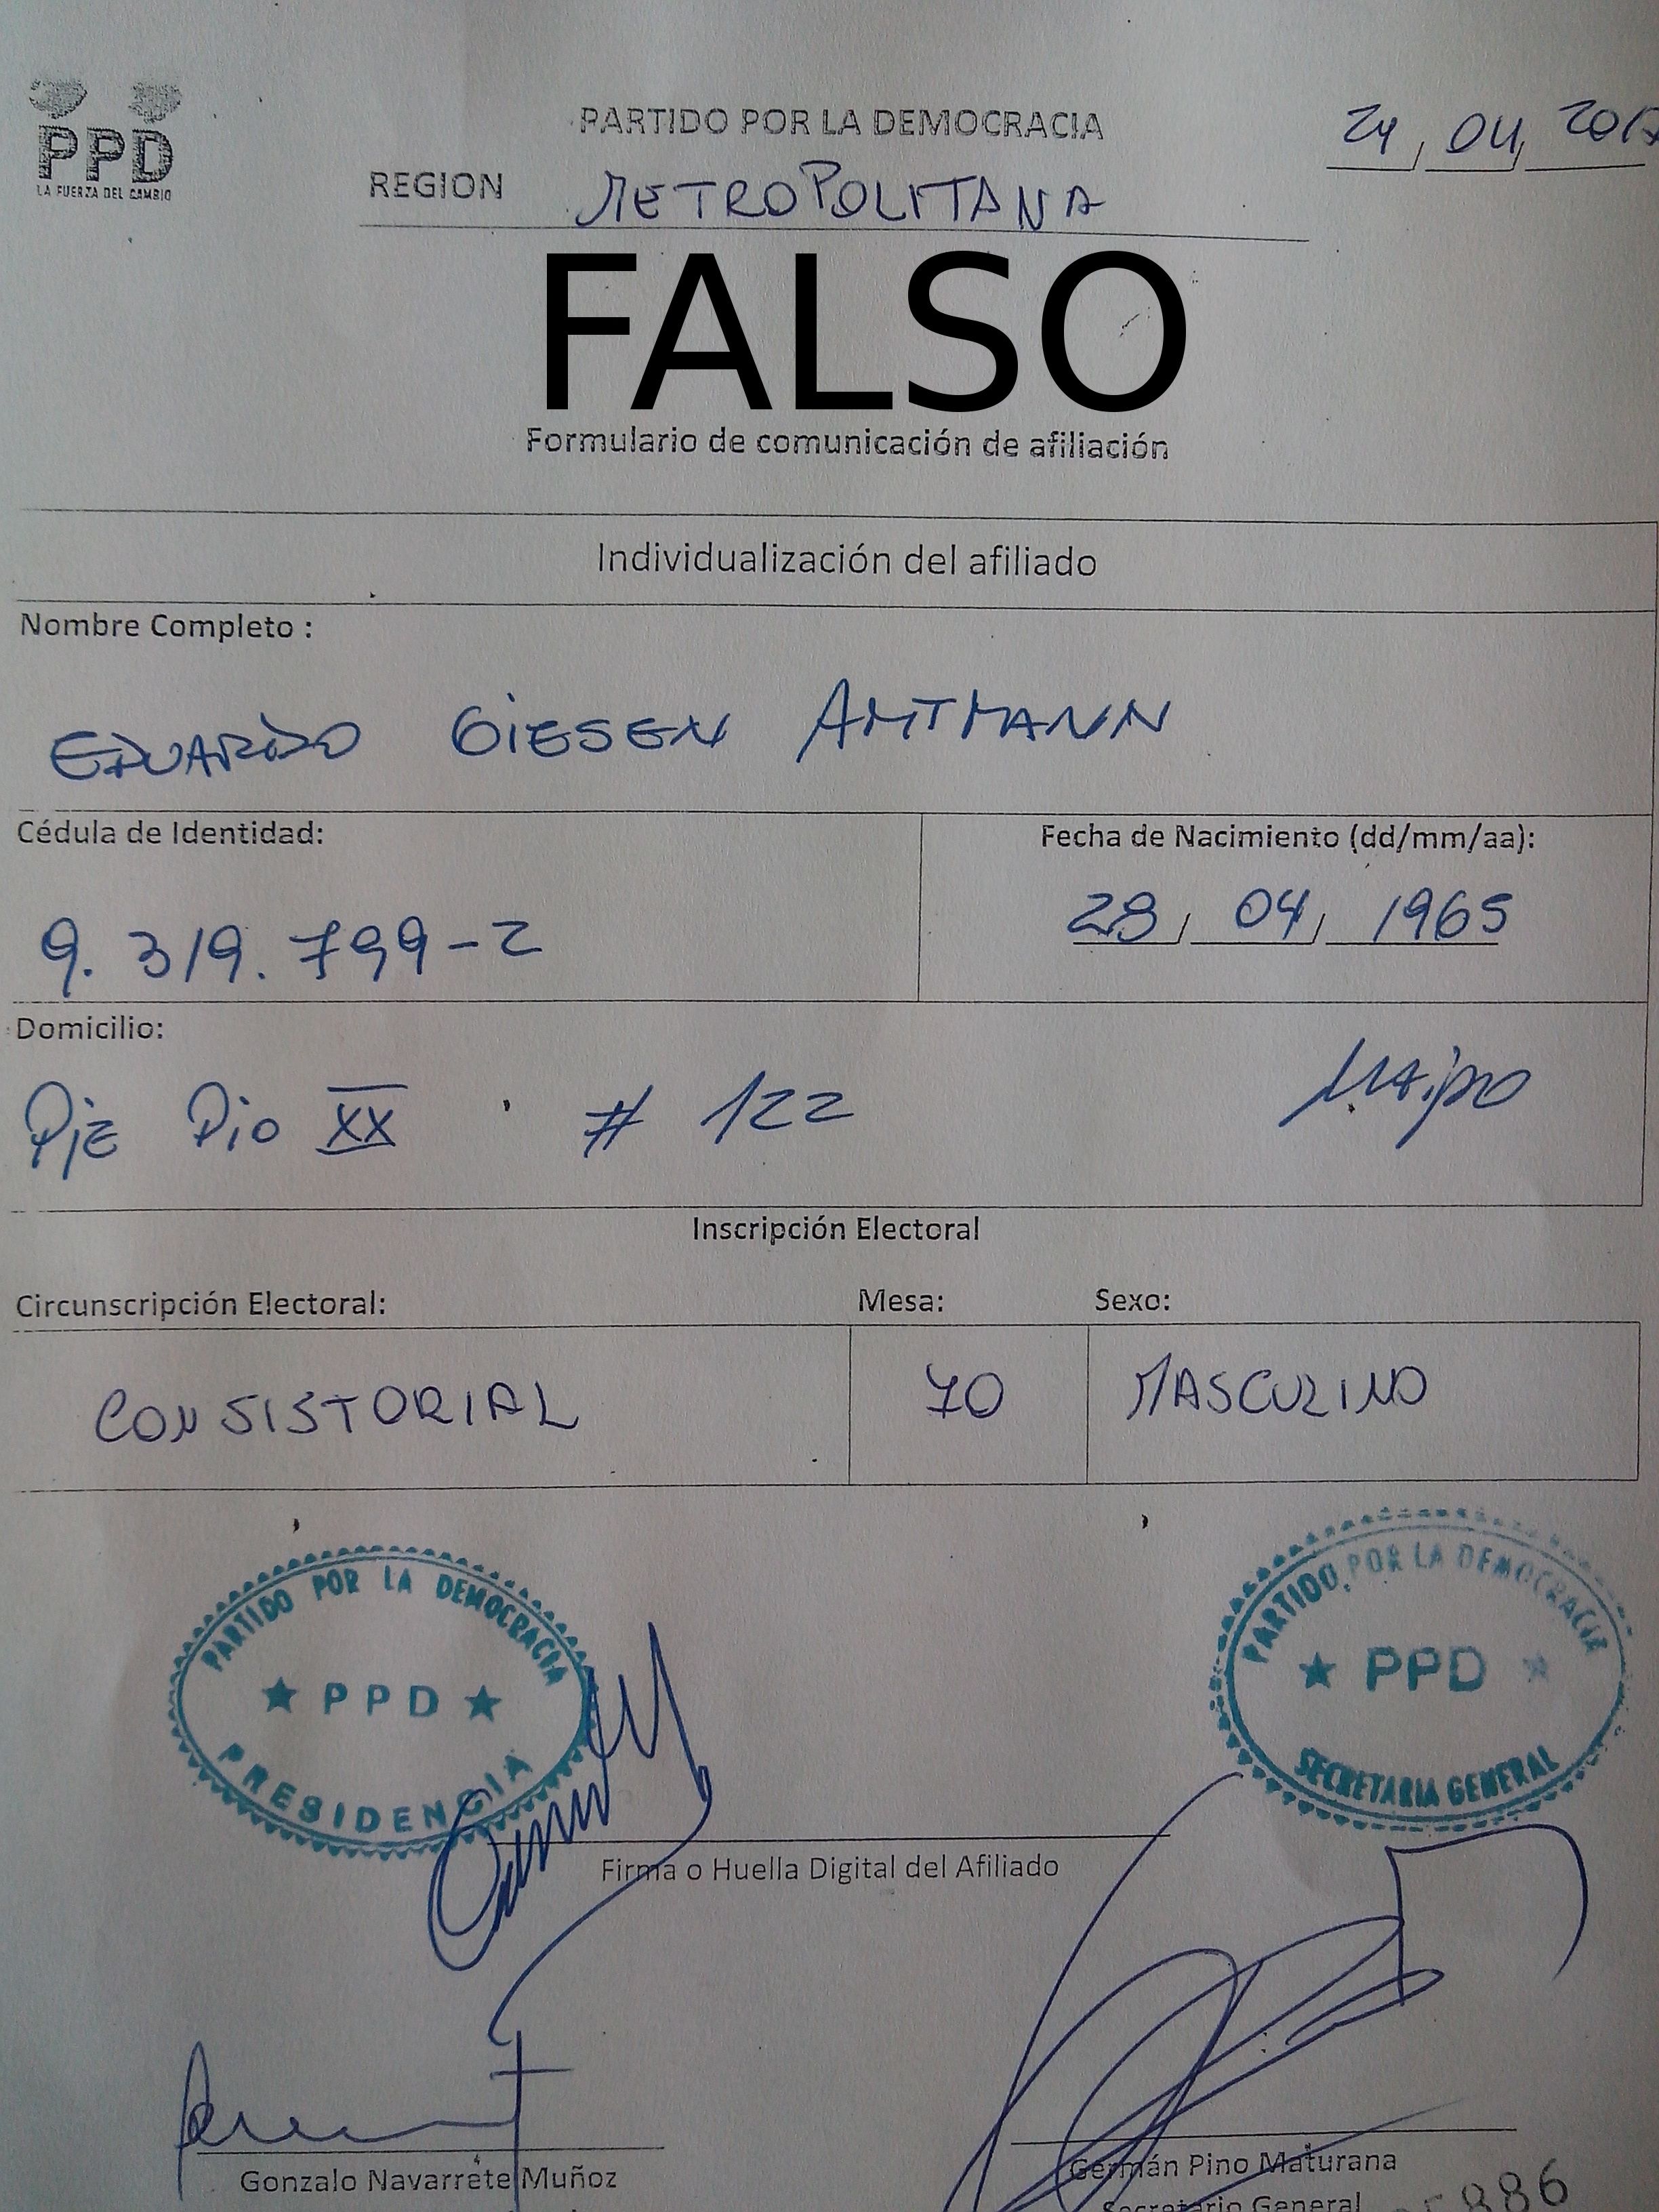 PPD
LA FUERZA DEL CAMBIO
PARTIDO POR LA DEMOCRACIA
24 / 04 / 2017
REGION METROPOLITANA
FALSO
Formulario de comunicación de afiliación
Individualización del afiliado
Nombre Completo :
EDUARDO GIESEN AMTMANN
Cédula de Identidad:
Fecha de Nacimiento (dd/mm/aa):
9.319.799-2
28 / 04 / 1965
Domicilio:
Pje Pio XX # 122 Maipo
Inscripción Electoral
Circunscripción Electoral: Mesa: Sexo:
CONSISTORIAL 70 MASCULINO
PARTIDO POR LA DEMOCRACIA
★ PPD ★
PRESIDENCIA
PARTIDO POR LA DEMOCRACIA
★ PPD ★
SECRETARIA GENERAL
Firma o Huella Digital del Afiliado
Gonzalo Navarrete Muñoz
Germán Pino Maturana
Secretario General
886